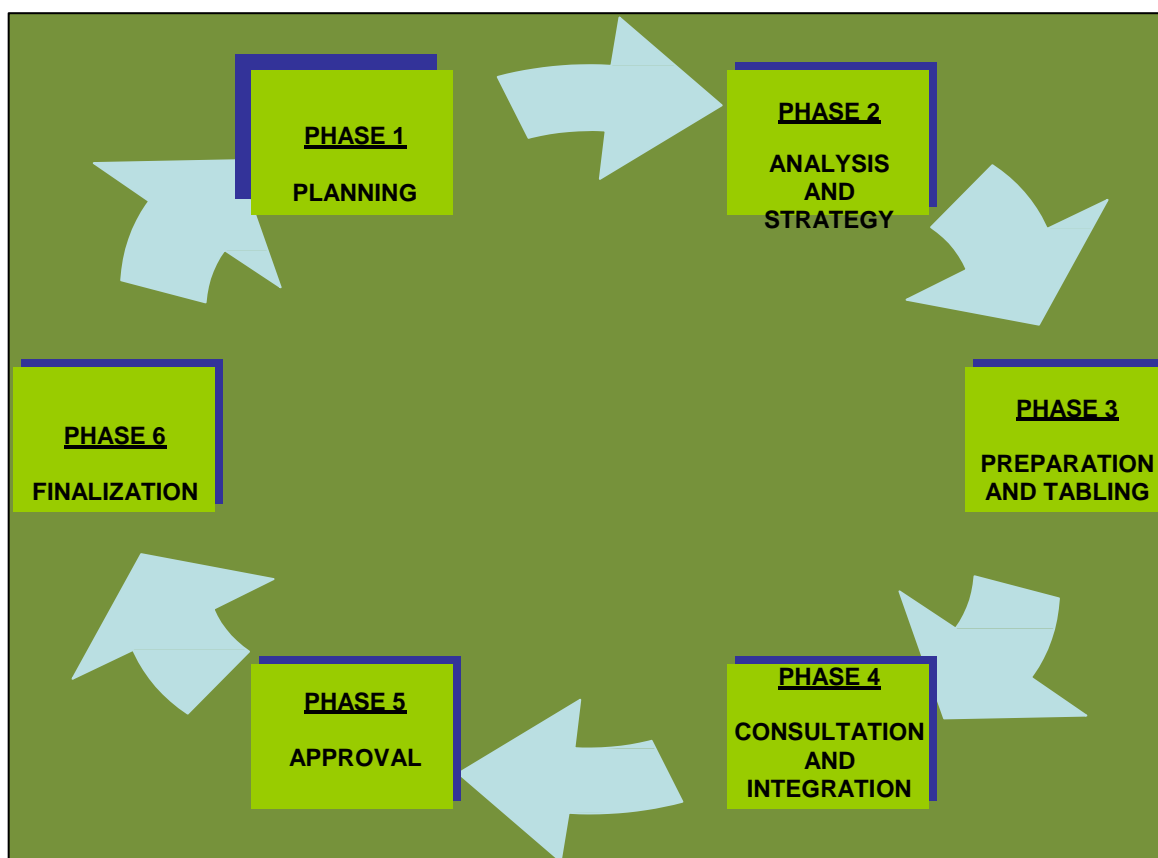 PHASE 1
PLANNING
PHASE 2
ANALYSIS
AND
STRATEGY
PHASE 3
PREPARATION
AND TABLING
PHASE 4
CONSULTATION
AND
INTEGRATION
PHASE 5
APPROVAL
PHASE 6
FINALIZATION